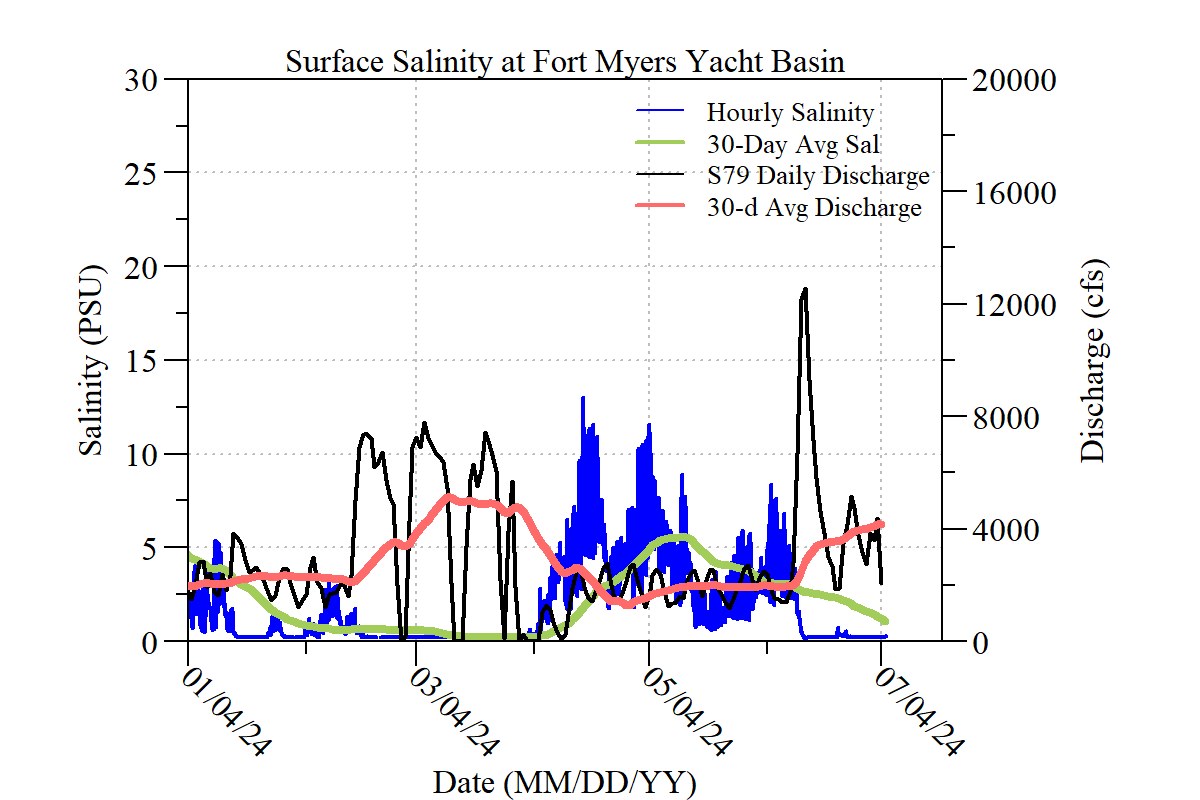 Surface Salinity at Fort Myers Yacht Basin
30
25
20
15
10
5
0
Salinity (PSU)
Hourly Salinity
30-Day Avg Sal
S79 Daily Discharge
30-d Avg Discharge
20000
16000
12000
8000
4000
0
Discharge (cfs)
01/04/24
03/04/24
05/04/24
07/04/24
Date (MM/DD/YY)